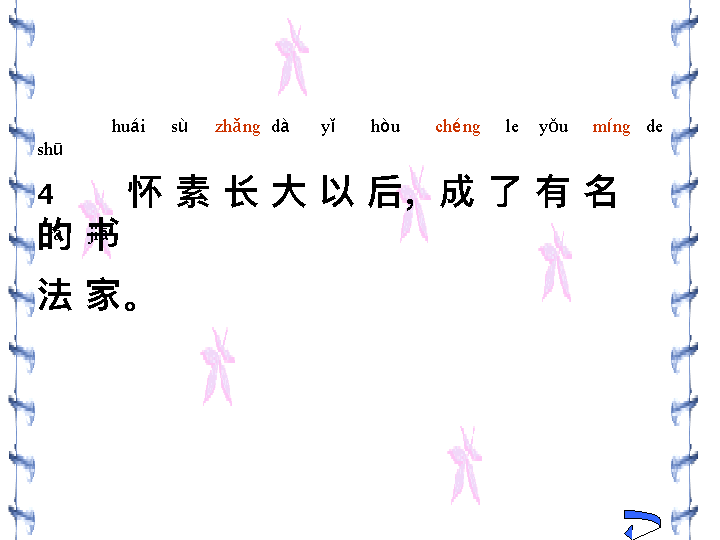 huái sù zhǎng dà yǐ hòu chéng le yǒu míng de
shū
4 怀 素 长 大 以 后，成 了 有 名
的 书
法 家。